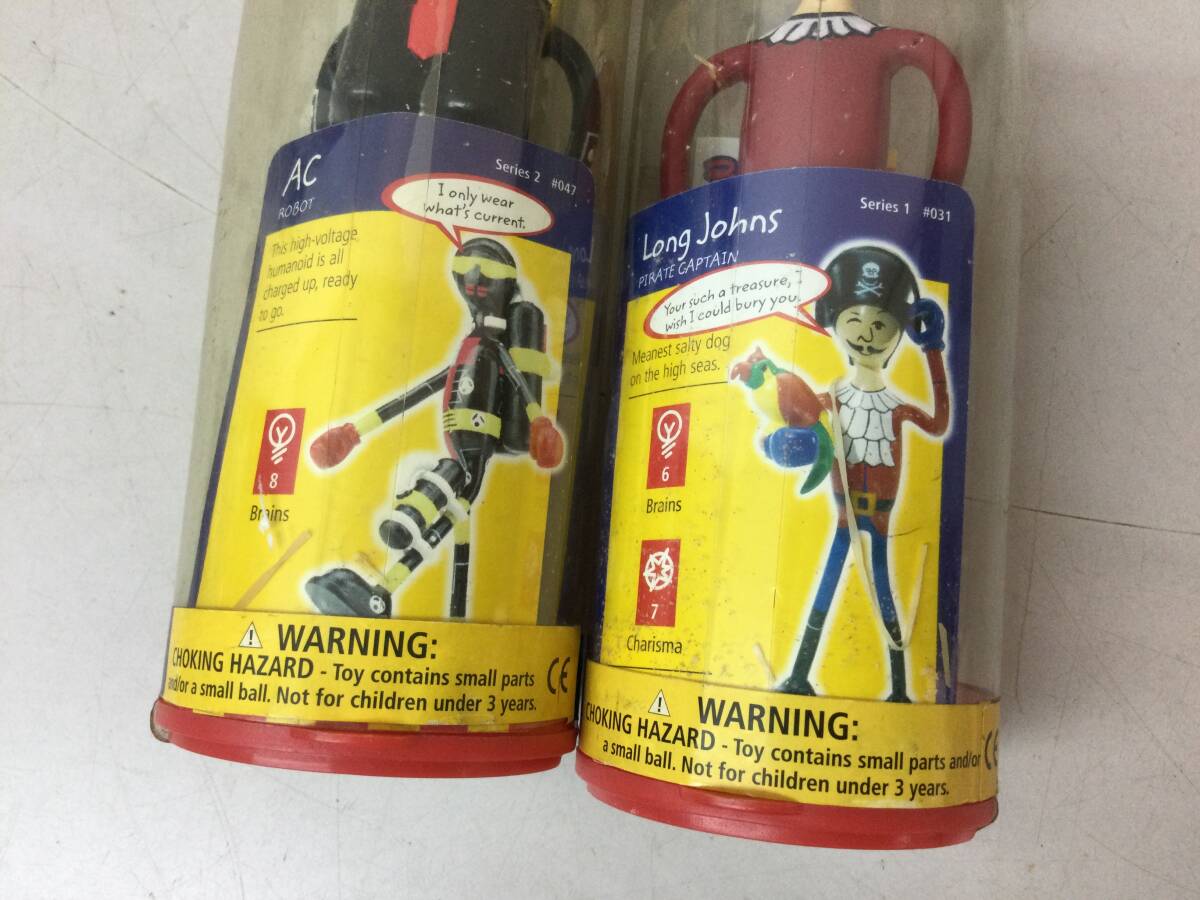 AC
ROBOT
Series 2 #047
I only wear
what's current.
This high-voltage
humanoid is all
charged up, ready
to go.
8
Brains
WARNING:
CHOKING HAZARD - Toy contains small parts
and/or a small ball. Not for children under 3 years.
CE
Long Johns
PIRATE CAPTAIN
Series 1 #031
Your such a treasure, I
wish I could bury you.
Meanest salty dog
on the high seas.
6
Brains
7
Charisma
WARNING:
CHOKING HAZARD - Toy contains small parts and/or
a small ball. Not for children under 3 years.
CE